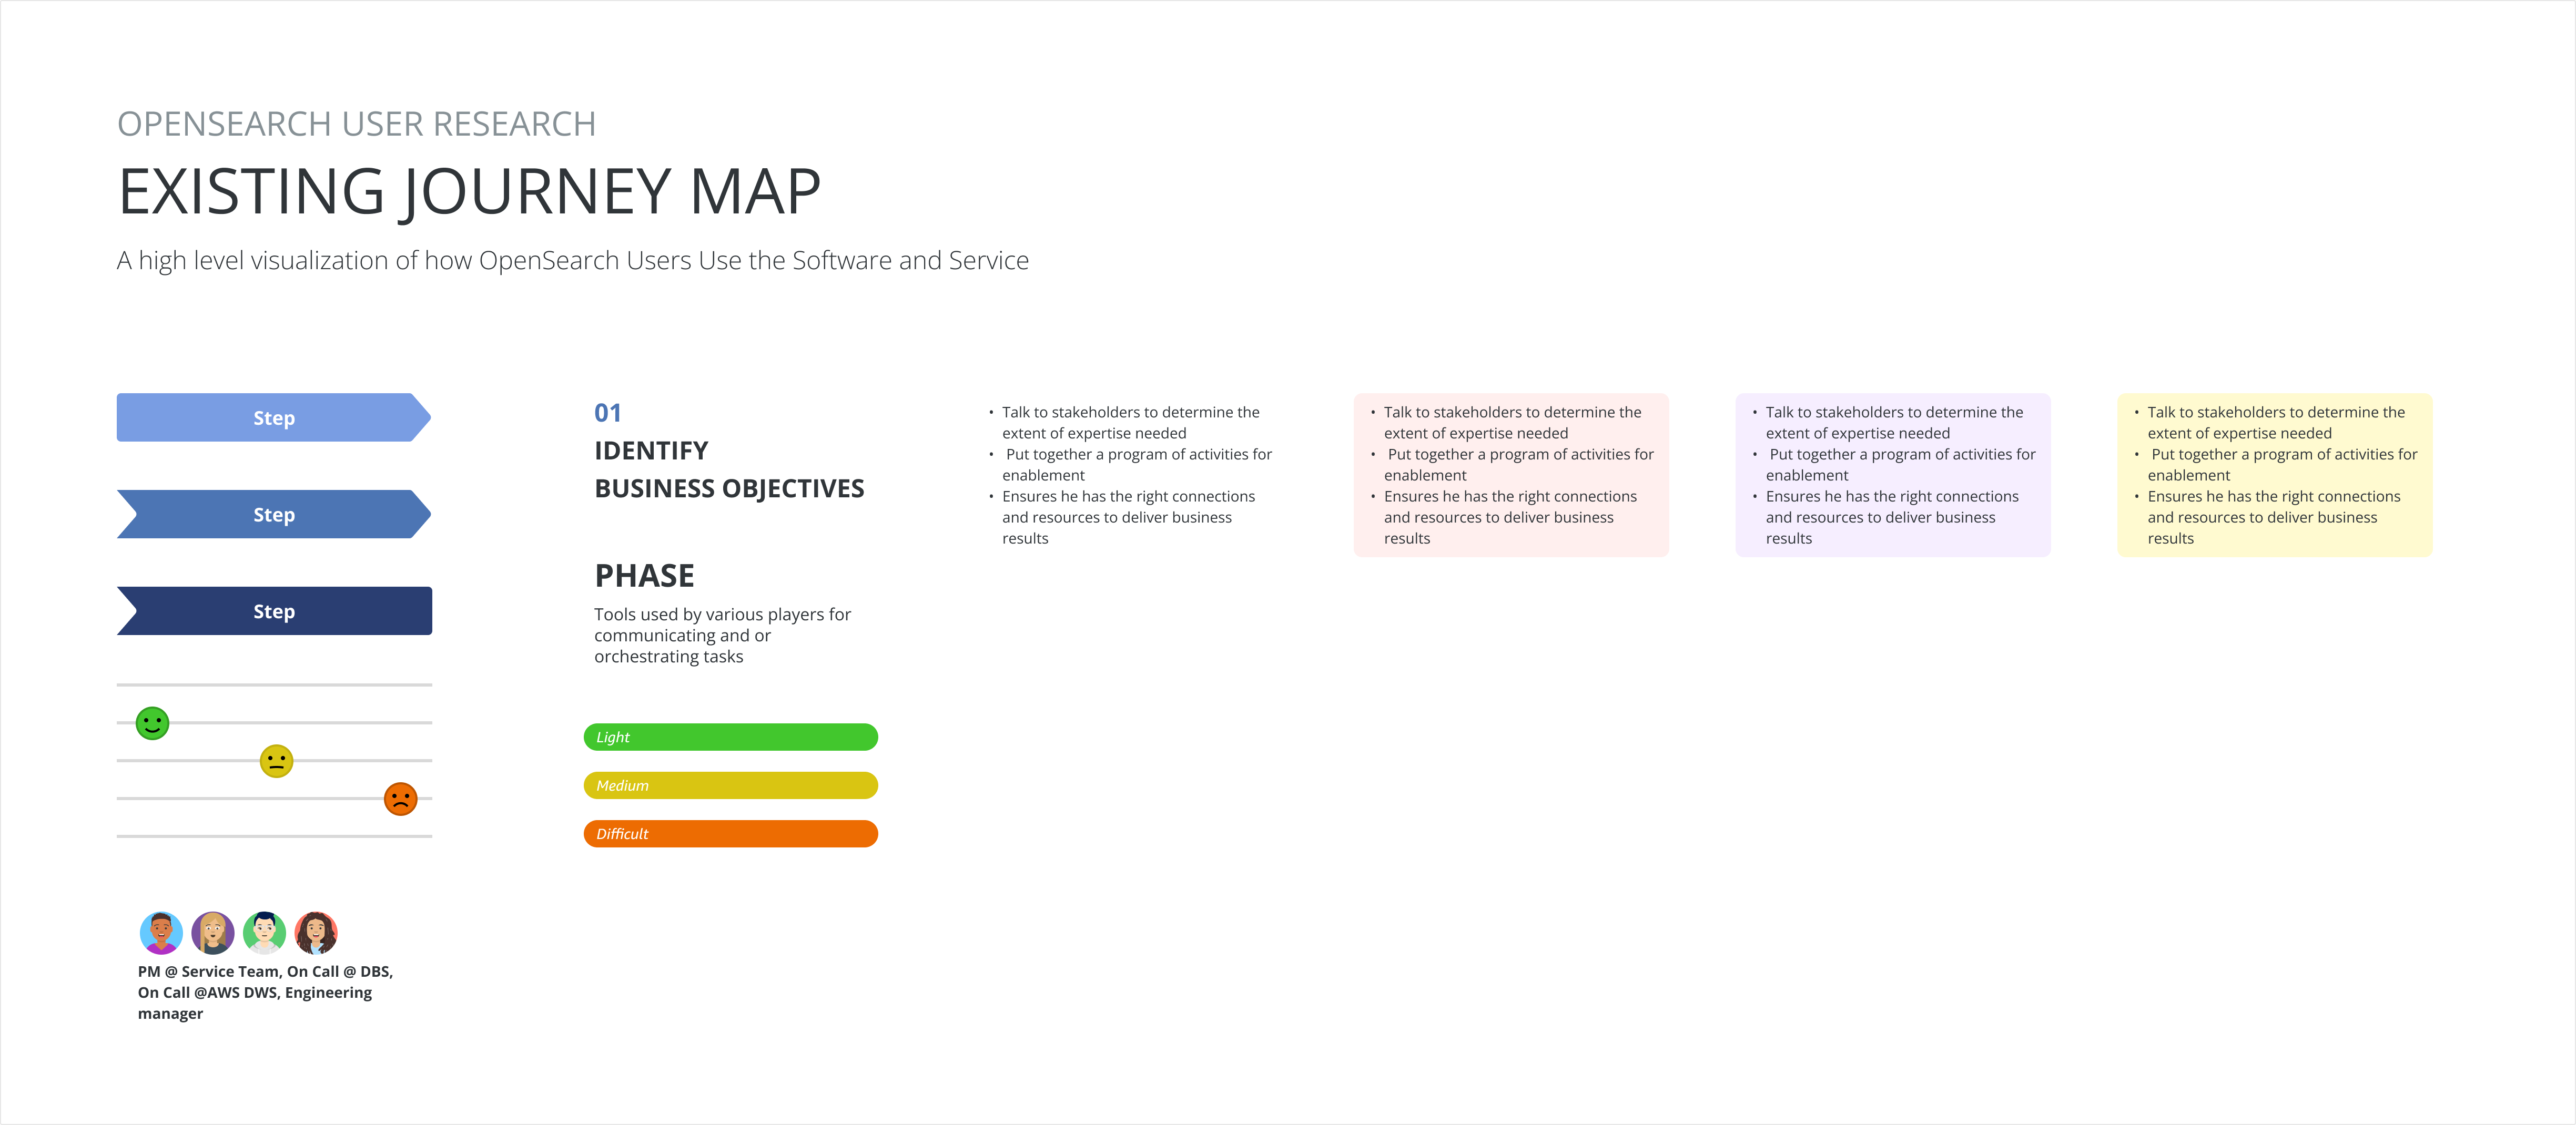 OPENSEARCH USER RESEARCH
EXISTING JOURNEY MAP
A high level visualization of how OpenSearch Users Use the Software and Service
Step
Step
Step
PM @ Service Team, On Call @ DBS,
On Call @AWS DWS, Engineering
manager
01
IDENTIFY
BUSINESS OBJECTIVES
PHASE
Tools used by various players for
communicating and or
orchestrating tasks
Light
Medium
Difficult
• Talk to stakeholders to determine the
extent of expertise needed
• Put together a program of activities for
enablement
• Ensures he has the right connections
and resources to deliver business
results
• Talk to stakeholders to determine the
extent of expertise needed
• Put together a program of activities for
enablement
• Ensures he has the right connections
and resources to deliver business
results
• Talk to stakeholders to determine the
extent of expertise needed
• Put together a program of activities for
enablement
• Ensures he has the right connections
and resources to deliver business
results
• Talk to stakeholders to determine the
extent of expertise needed
• Put together a program of activities for
enablement
• Ensures he has the right connections
and resources to deliver business
results